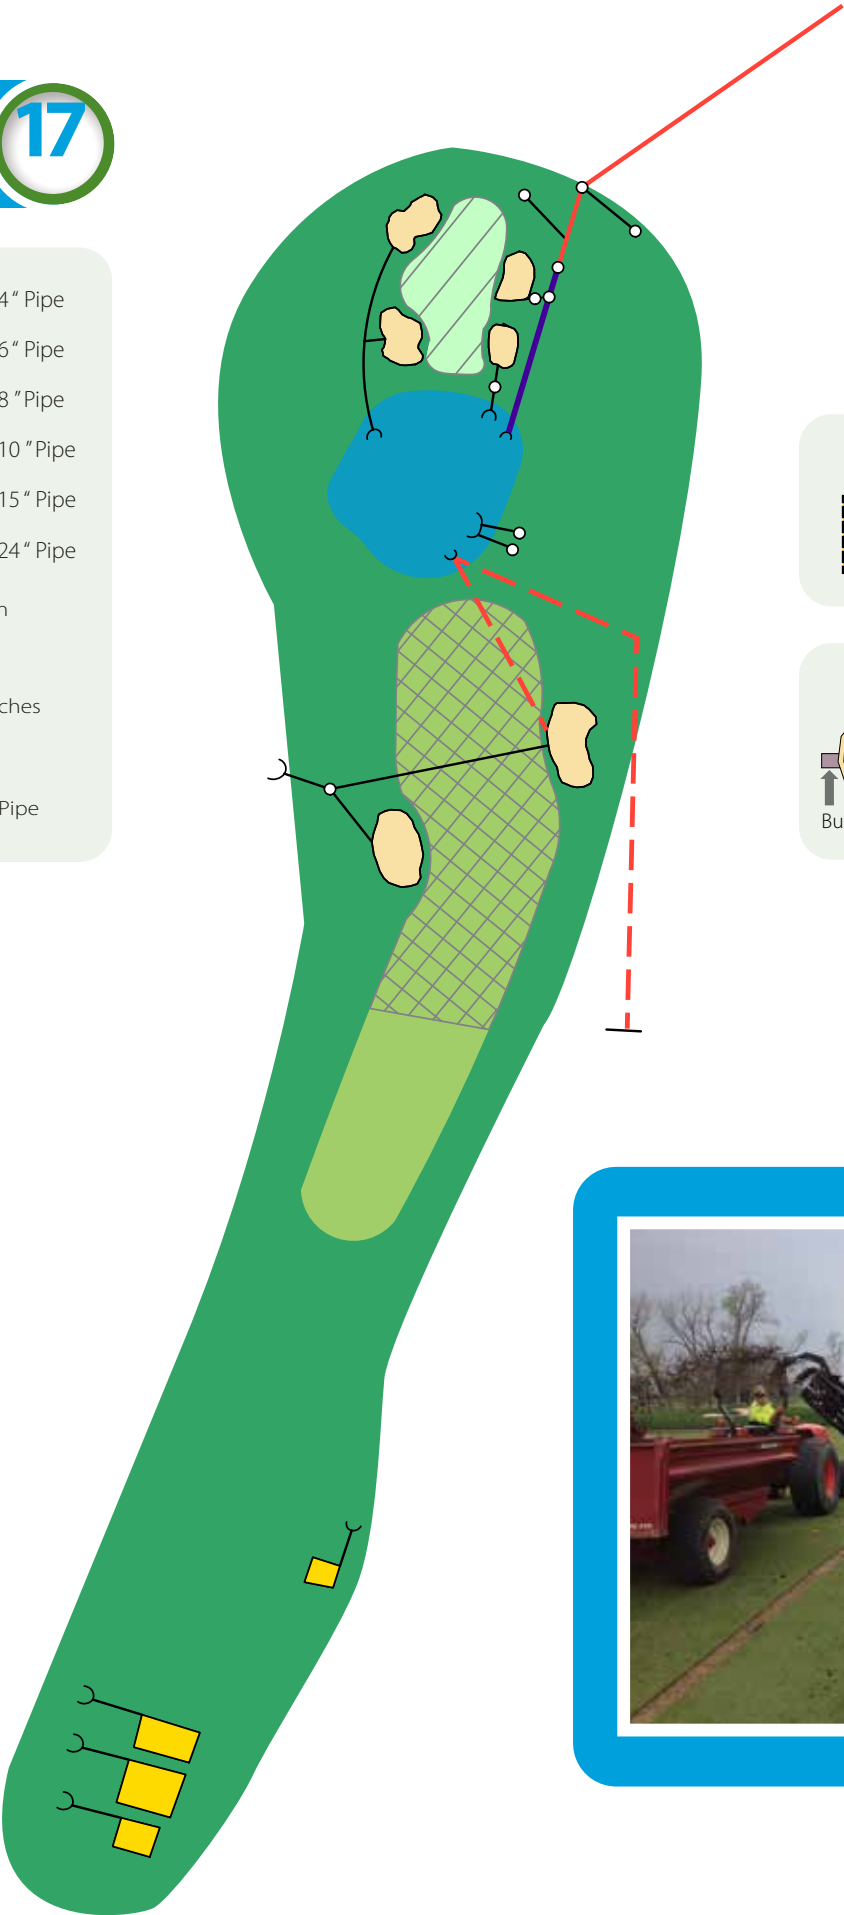 17
4“ Pipe
6“ Pipe
8 ” Pipe
10 ” Pipe
15 “ Pipe
24 “ Pipe
n
ches
Pipe
Bu